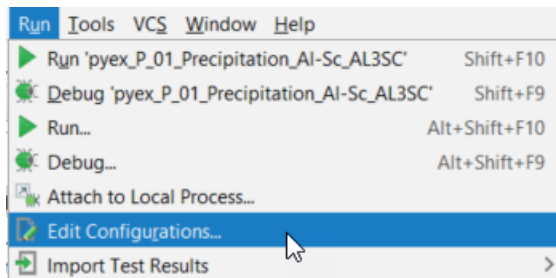 Run Tools VCS Window Help
Run 'pyex_P_01_Precipitation_Al-Sc_AL3SC' Shift+F10
Debug 'pyex_P_01_Precipitation_Al-Sc_AL3SC' Shift+F9
Run... Alt+Shift+F10
Debug... Alt+Shift+F9
Attach to Local Process...
Edit Configurations...
Import Test Results